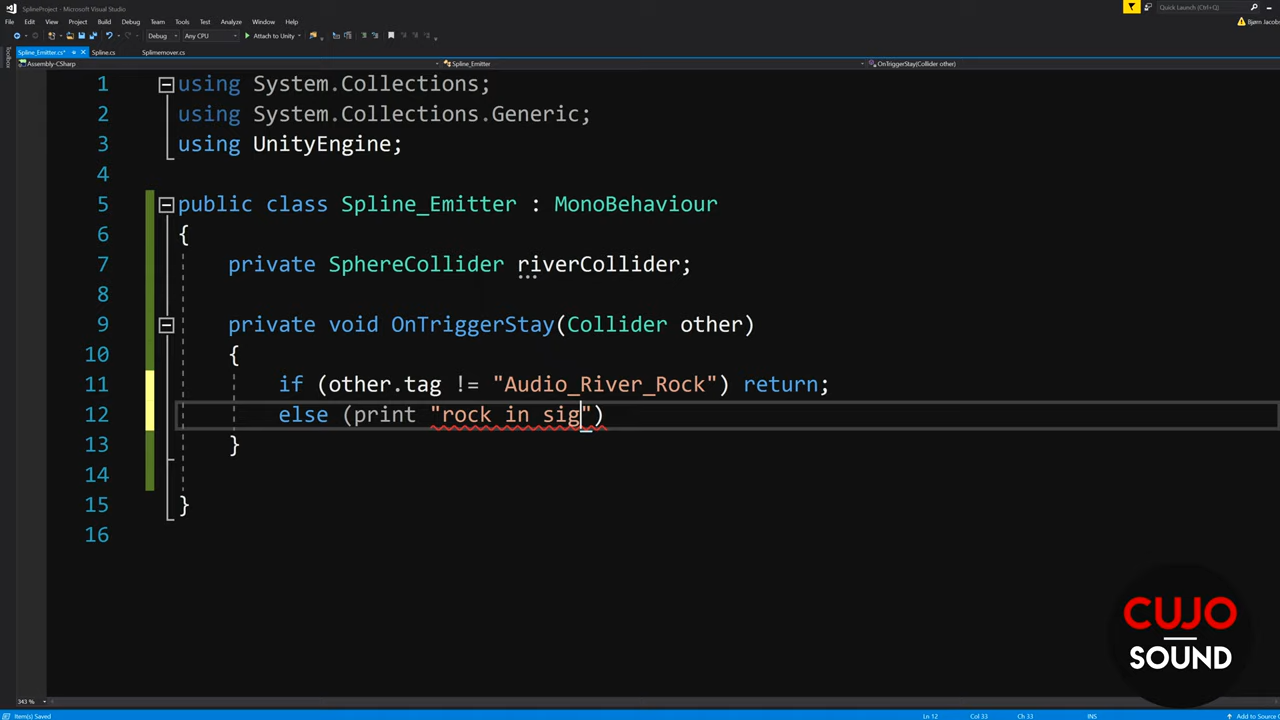 SplineProject - Microsoft Visual Studio
Quick Launch (Ctrl+Q)
File Edit View Project Build Debug Team Tools Test Analyze Window Help
Bjørn Jacobs
Debug Any CPU Attach to Unity
Toolbox
Spline_Emitter.cs* Spline.cs Splinemover.cs
Assembly-CSharp Spline_Emitter OnTriggerStay(Collider other)
1 using System.Collections;
2 using System.Collections.Generic;
3 using UnityEngine;
4
5 public class Spline_Emitter : MonoBehaviour
6 {
7 private SphereCollider riverCollider;
8
9 private void OnTriggerStay(Collider other)
10 {
11 if (other.tag != "Audio_River_Rock") return;
12 else (print "rock in sig")
13 }
14
15 }
16
CUJO
SOUND
343 %
Item(s) Saved Ln 12 Col 33 Ch 33 INS Add to Source C